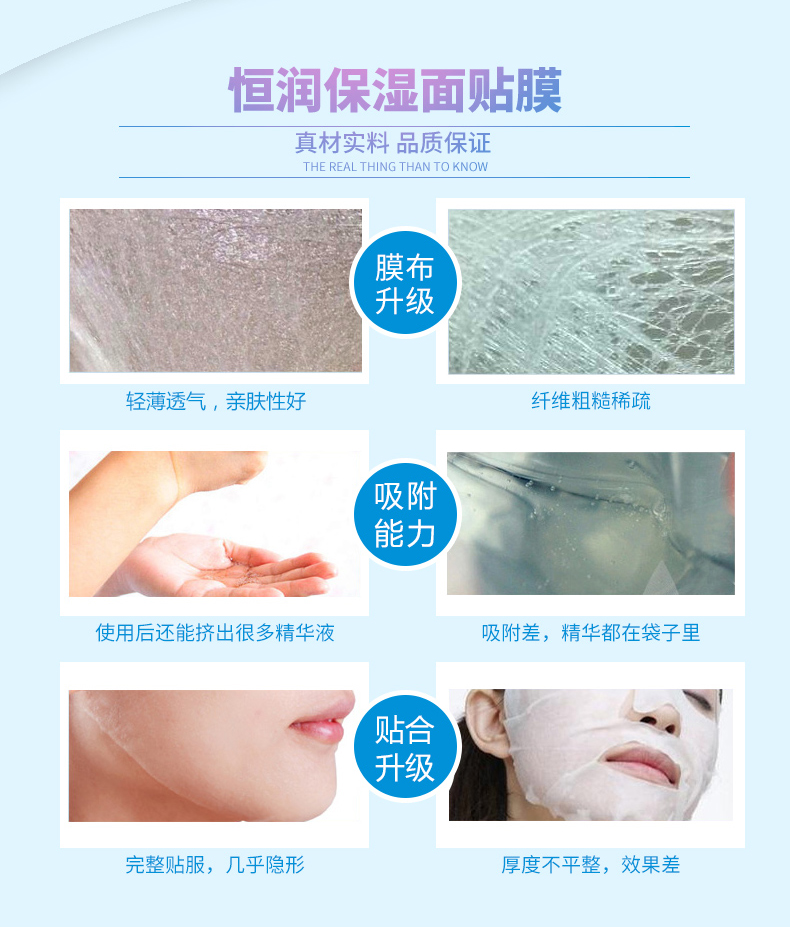 恒润保湿面贴膜
真材实料 品质保证
THE REAL THING THAN TO KNOW
膜布
升级
轻薄透气，亲肤性好
纤维粗糙稀疏
吸附
能力
使用后还能挤出很多精华液
吸附差，精华都在袋子里
贴合
升级
完整贴服，几乎隐形
厚度不平整，效果差